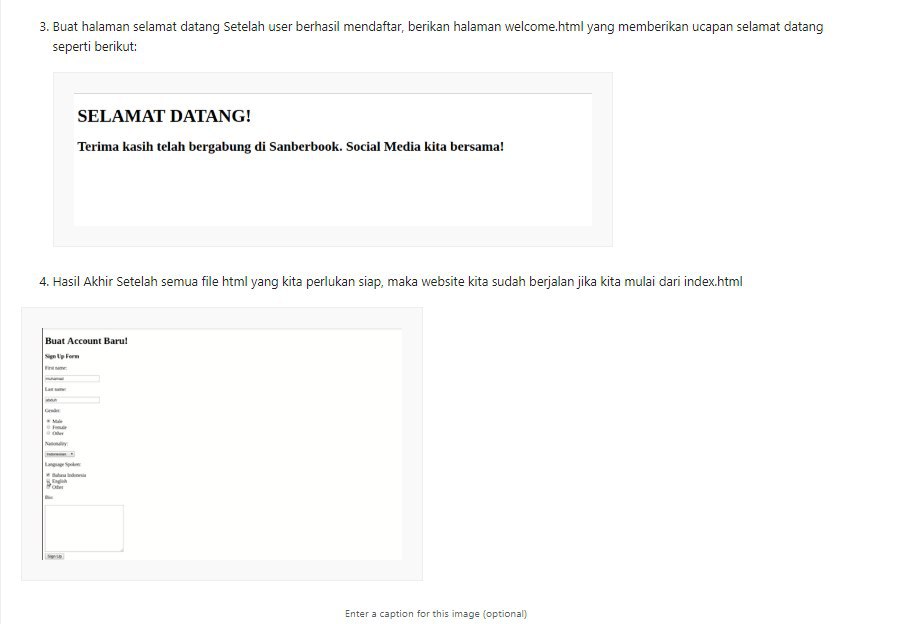 3. Buat halaman selamat datang Setelah user berhasil mendaftar, berikan halaman welcome.html yang memberikan ucapan selamat datang
seperti berikut:
SELAMAT DATANG!
Terima kasih telah bergabung di Sanberbook. Social Media kita bersama!
4. Hasil Akhir Setelah semua file html yang kita perlukan siap, maka website kita sudah berjalan jika kita mulai dari index.html
Buat Account Baru!
Sign Up Form
First name:
Last name:
Gender:
Male
Female
Other
Nationality:
Language Spoken:
Bahasa Indonesia
English
Other
Bio:
Sign Up
Enter a caption for this image (optional)